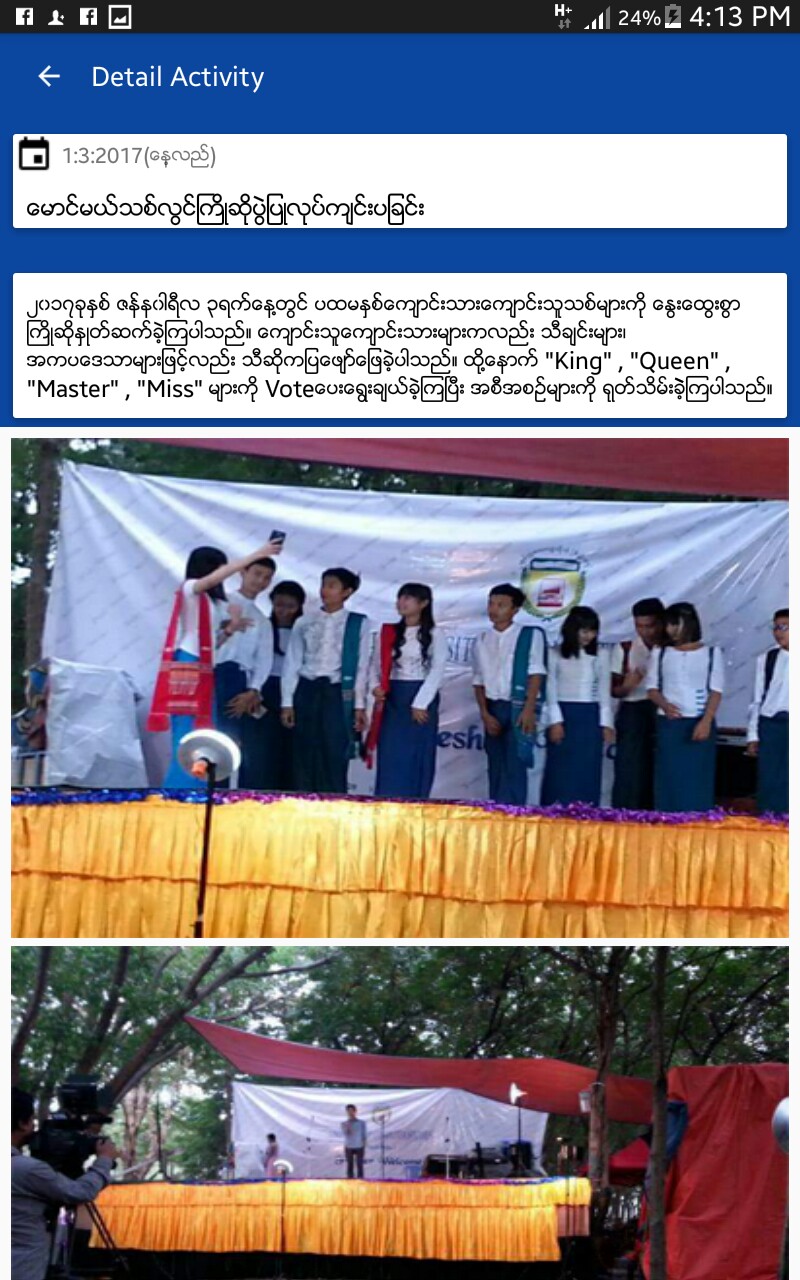 H+
24%
4:13 PM
Detail Activity
1:3:2017(နေ့လည်)
မောင်မယ်သစ်လွင်ကြိုဆိုပွဲပြုလုပ်ကျင်းပခြင်း
၂၀၁၇ခုနှစ် ဇန်နဝါရီလ ၃ရက်နေ့တွင် ပထမနှစ်ကျောင်းသားကျောင်းသူသစ်များကို နွေးထွေးစွာ
ကြိုဆိုနှုတ်ဆက်ခဲ့ကြပါသည်။ ကျောင်းသူကျောင်းသားများကလည်း သီချင်းများ၊
အကပဒေသာများဖြင့်လည်း သီဆိုကပြဖျော်ဖြေခဲ့ပါသည်။ ထို့နောက် "King" , "Queen" ,
"Master" , "Miss" များကို Voteပေးရွေးချယ်ခဲ့ကြပြီး အစီအစဉ်များကို ရုတ်သိမ်းခဲ့ကြပါသည်။
Welcome